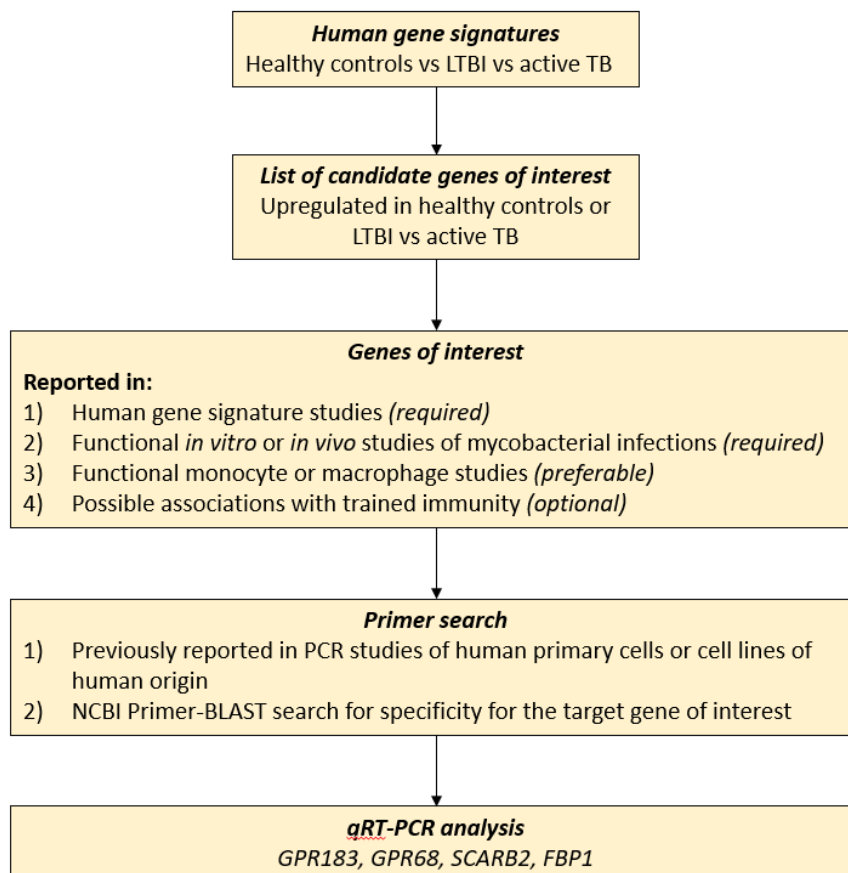 Human gene signatures
Healthy controls vs LTBI vs active TB
List of candidate genes of interest
Upregulated in healthy controls or
LTBI vs active TB
Genes of interest
Reported in:
1) Human gene signature studies (required)
2) Functional in vitro or in vivo studies of mycobacterial infections (required)
3) Functional monocyte or macrophage studies (preferable)
4) Possible associations with trained immunity (optional)
Primer search
1) Previously reported in PCR studies of human primary cells or cell lines of
human origin
2) NCBI Primer-BLAST search for specificity for the target gene of interest
qRT-PCR analysis
GPR183, GPR68, SCARB2, FBP1